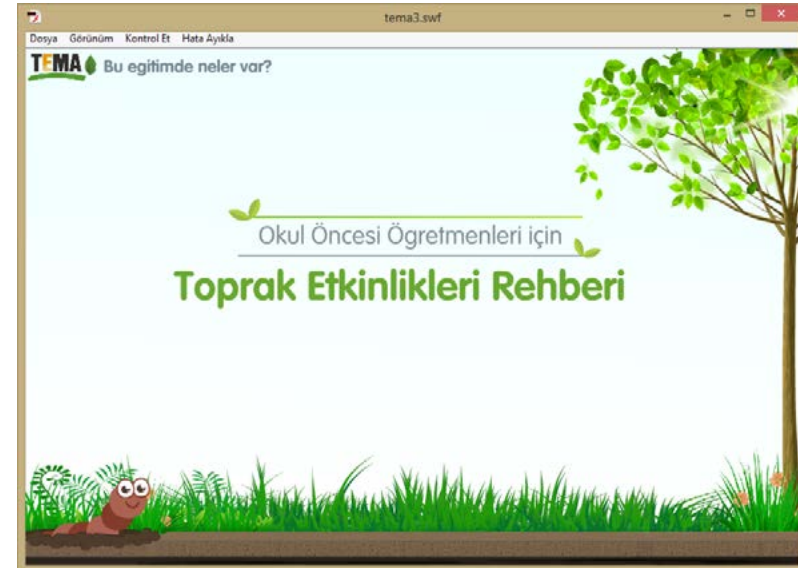 tema3.swf
Dosya Görünüm Kontrol Et Hata Ayıkla
TEMA Bu egitimde neler var?
Okul Öncesi Ögretmenleri için
Toprak Etkinlikleri Rehberi